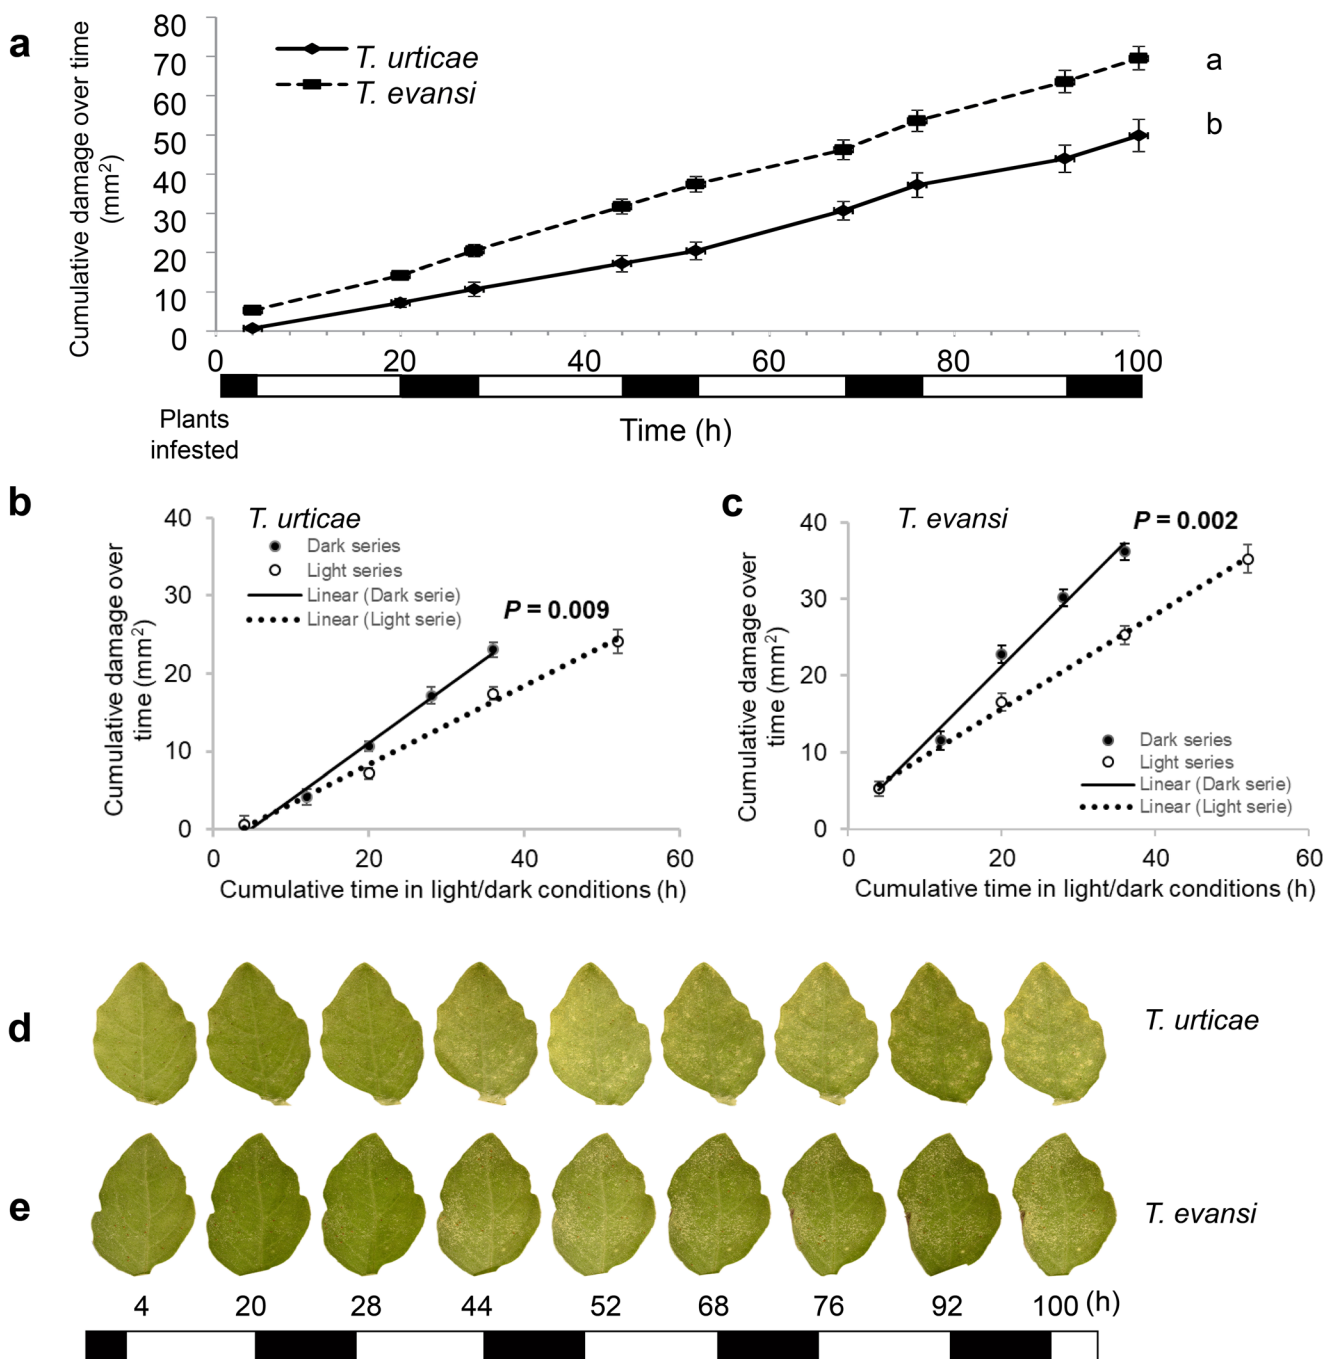 a
Cumulative damage over time
(mm²)
80
70
60
50
40
30
20
10
0
T. urticae
T. evansi
a
b
0 20 40 60 80 100
Plants
infested
Time (h)
b
Cumulative damage over
time (mm²)
40
30
20
10
0
T. urticae
Dark series
Light series
Linear (Dark serie)
Linear (Light serie)
P = 0.009
0 20 40 60
Cumulative time in light/dark conditions (h)
c
Cumulative damage over
time (mm²)
40
30
20
10
0
T. evansi
P = 0.002
Dark series
Light series
Linear (Dark serie)
Linear (Light serie)
0 20 40 60
Cumulative time in light/dark conditions (h)
d
T. urticae
e
T. evansi
4 20 28 44 52 68 76 92 100 (h)